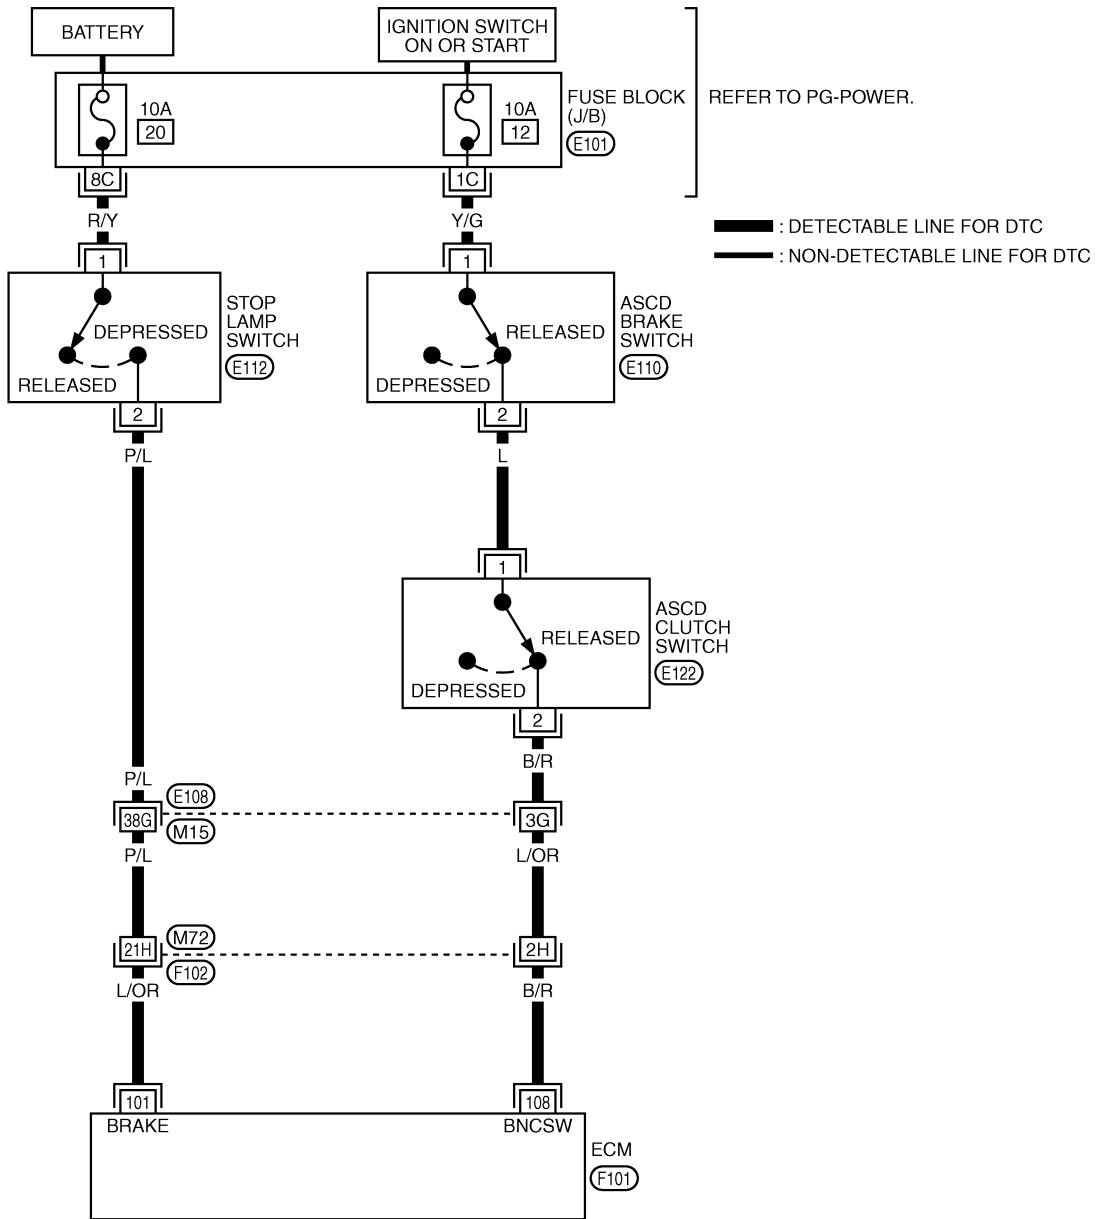 BATTERY
IGNITION SWITCH
ON OR START
10A
20
10A
12
FUSE BLOCK
(J/B)
E101
REFER TO PG-POWER.
8C
1C
R/Y
Y/G
: DETECTABLE LINE FOR DTC
: NON-DETECTABLE LINE FOR DTC
1
DEPRESSED
RELEASED
STOP
LAMP
SWITCH
E112
2
1
RELEASED
DEPRESSED
ASCD
BRAKE
SWITCH
E110
2
P/L
L
1
RELEASED
DEPRESSED
ASCD
CLUTCH
SWITCH
E122
2
B/R
P/L
E108
38G
M15
3G
P/L
L/OR
M72
21H
F102
2H
L/OR
B/R
101
108
BRAKE
BNCSW
ECM
F101